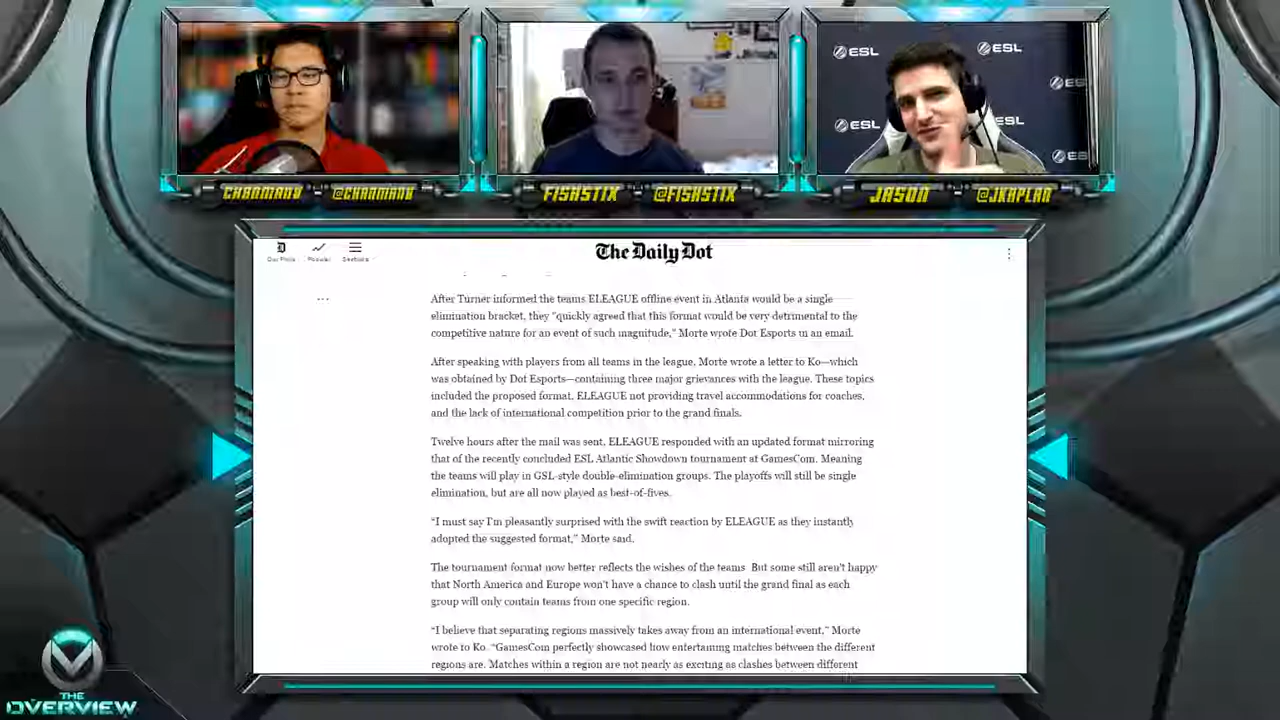 ESL
ESL
ESL
ESL
CHANMANV
@CHANMANV
FISHSTIX
@FISHSTIX
JASON
@JKAPLAN
D
Our Picks
Popular
Sections
The Daily Dot
...
After Turner informed the teams ELEAGUE offline event in Atlanta would be a single
elimination bracket, they "quickly agreed that this format would be very detrimental to the
competitive nature for an event of such magnitude," Morte wrote Dot Esports in an email.
After speaking with players from all teams in the league, Morte wrote a letter to Ko—which
was obtained by Dot Esports—containing three major grievances with the league. These topics
included the proposed format, ELEAGUE not providing travel accommodations for coaches,
and the lack of international competition prior to the grand finals.
Twelve hours after the mail was sent, ELEAGUE responded with an updated format mirroring
that of the recently concluded ESL Atlantic Showdown tournament at GamesCom. Meaning
the teams will play in GSL-style double-elimination groups. The playoffs will still be single
elimination, but are all now played as best-of-fives.
"I must say I'm pleasantly surprised with the swift reaction by ELEAGUE as they instantly
adopted the suggested format," Morte said.
The tournament format now better reflects the wishes of the teams. But some still aren't happy
that North America and Europe won't have a chance to clash until the grand final as each
group will only contain teams from one specific region.
"I believe that separating regions massively takes away from an international event," Morte
wrote to Ko. "GamesCom perfectly showcased how entertaining matches between the different
regions are. Matches within a region are not nearly as exciting as clashes between different
THE
OVERVIEW